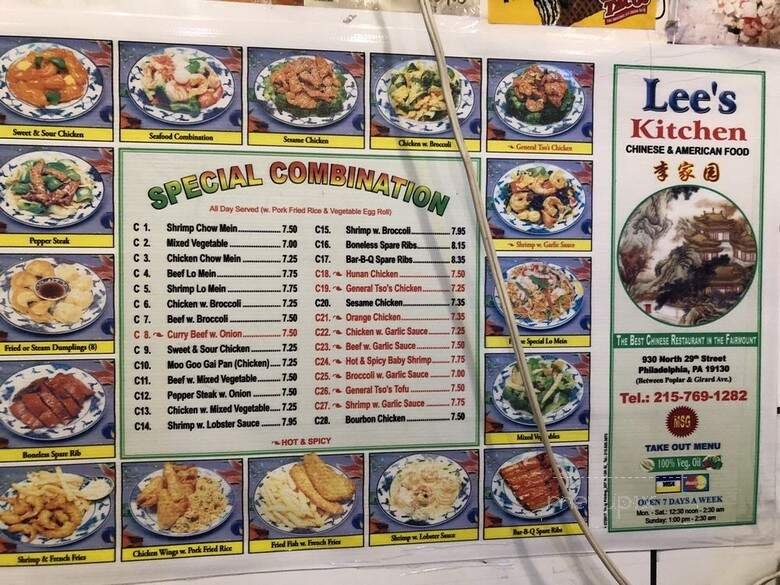 Sweet & Sour Chicken
Seafood Combination
Sesame Chicken
Chicken w. Broccoli
General Tso's Chicken
Pepper Steak
Shrimp w. Garlic Sauce
Fried or Steam Dumplings (8)
Special Lo Mein
Boneless Spare Rib
Mixed Vegetables
Shrimp & French Fries
Chicken Wings w. Pork Fried Rice
Fried Fish w. French Fries
Shrimp w. Lobster Sauce
Bar-B-Q Spare Ribs
SPECIAL COMBINATION
All Day Served (w. Pork Fried Rice & Vegetable Egg Roll)
C 1. Shrimp Chow Mein 7.50
C 2. Mixed Vegetable 7.00
C 3. Chicken Chow Mein 7.25
C 4. Beef Lo Mein 7.75
C 5. Shrimp Lo Mein 7.75
C 6. Chicken w. Broccoli 7.25
C 7. Beef w. Broccoli 7.50
C 8. Curry Beef w. Onion 7.50
C 9. Sweet & Sour Chicken 7.25
C10. Moo Goo Gai Pan (Chicken) 7.25
C11. Beef w. Mixed Vegetable 7.50
C12. Pepper Steak w. Onion 7.50
C13. Chicken w. Mixed Vegetable 7.25
C14. Shrimp w. Lobster Sauce 7.95
C15. Shrimp w. Broccoli 7.95
C16. Boneless Spare Ribs 8.15
C17. Bar-B-Q Spare Ribs 8.35
C18. Hunan Chicken 7.50
C19. General Tso's Chicken 7.25
C20. Sesame Chicken 7.35
C21. Orange Chicken 7.35
C22. Chicken w. Garlic Sauce 7.25
C23. Beef w. Garlic Sauce 7.50
C24. Hot & Spicy Baby Shrimp 7.75
C25. Broccoli w. Garlic Sauce 7.00
C26. General Tso's Tofu 7.50
C27. Shrimp w. Garlic Sauce 7.75
C28. Bourbon Chicken 7.50
HOT & SPICY
Lee's
Kitchen
CHINESE & AMERICAN FOOD
李家园
THE BEST CHINESE RESTAURANT IN THE FAIRMOUNT
930 North 29th Street
Philadelphia, PA 19130
(Between Poplar & Girard Ave.)
Tel.: 215-769-1282
MSG
TAKE OUT MENU
100% Veg. Oil
VISA MasterCard
OPEN 7 DAYS A WEEK
Mon. - Sat.: 12:30 noon - 2:30 am
Sunday: 1:00 pm - 2:30 am